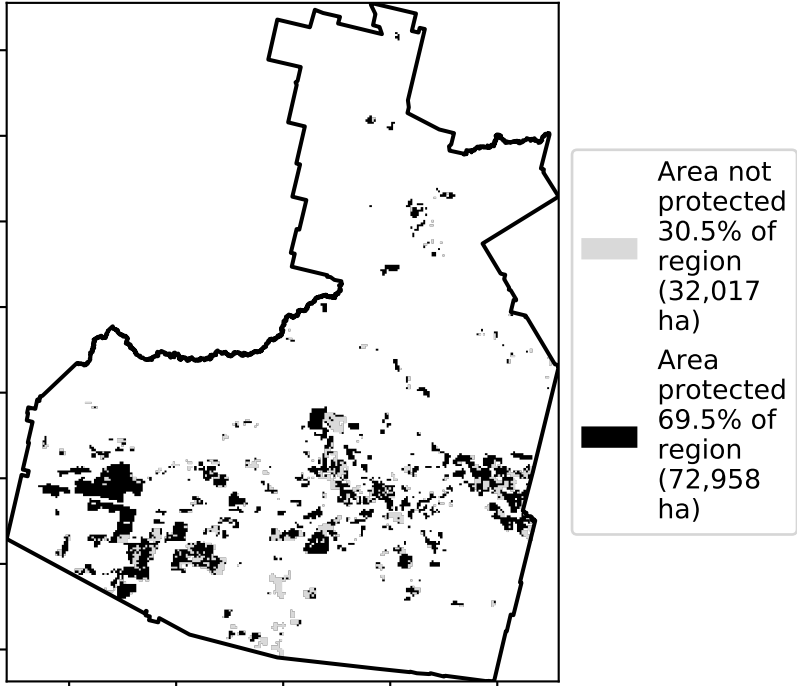 Area not
protected
30.5% of
region
(32,017
ha)
Area
protected
69.5% of
region
(72,958
ha)